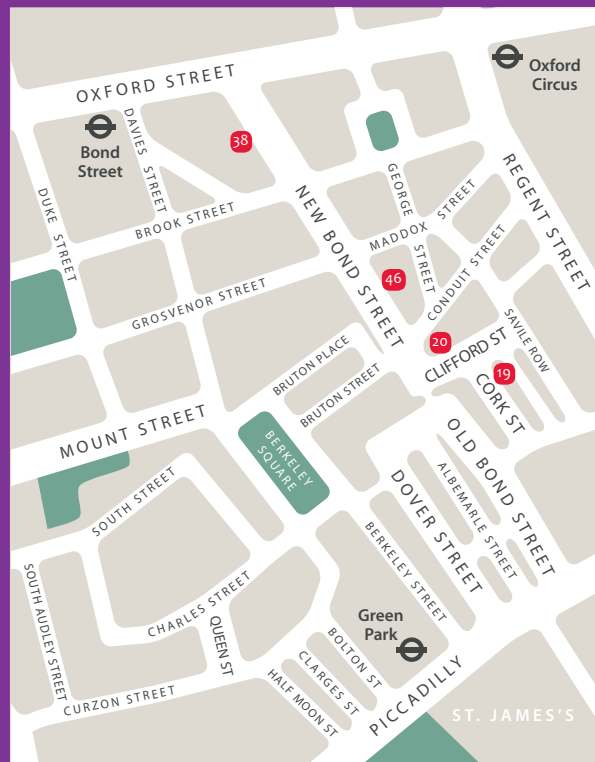 OXFORD STREET
Oxford
Circus
Bond
Street
DAVIES STREET
38
DUKE STREET
BROOK STREET
GEORGE STREET
MADDOX STREET
REGENT STREET
NEW BOND STREET
46
CONDUIT STREET
GROSVENOR STREET
20
SAVILE ROW
CLIFFORD ST
19
CORK ST
BRUTON PLACE
BRUTON STREET
MOUNT STREET
BERKELEY
SQUARE
OLD BOND STREET
ALBEMARLE STREET
DOVER STREET
SOUTH STREET
BERKELEY STREET
SOUTH AUDLEY STREET
CHARLES STREET
QUEEN ST
Green
Park
BOLTON ST
CLARGES ST
HALF MOON ST
CURZON STREET
PICCADILLY
ST. JAMES'S